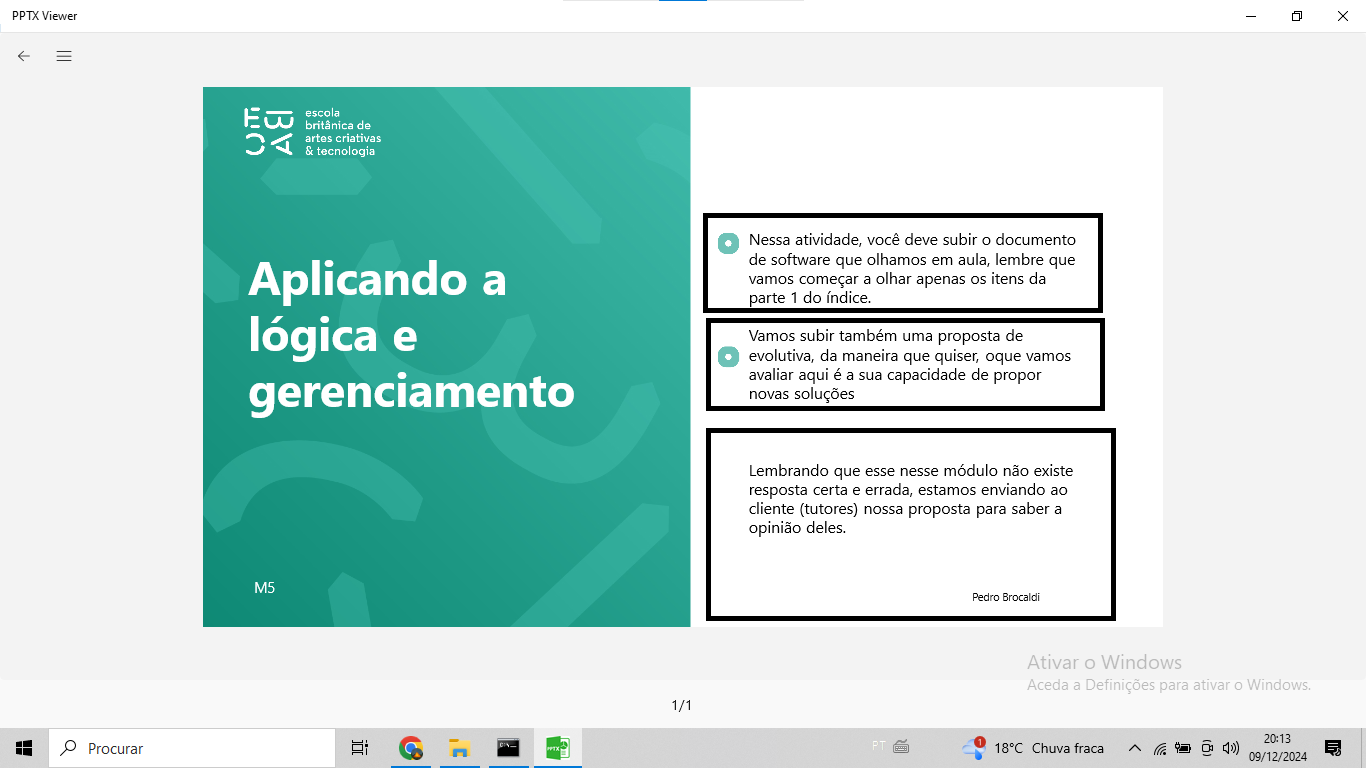 PPTX Viewer
EBAC
escola
britânica de
artes criativas
& tecnologia
Aplicando a
lógica e
gerenciamento
M5
Nessa atividade, você deve subir o documento
de software que olhamos em aula, lembre que
vamos começar a olhar apenas os itens da
parte 1 do índice.
Vamos subir também uma proposta de
evolutiva, da maneira que quiser, oque vamos
avaliar aqui é a sua capacidade de propor
novas soluções
Lembrando que esse nesse módulo não existe
resposta certa e errada, estamos enviando ao
cliente (tutores) nossa proposta para saber a
opinião deles.
Pedro Brocaldi
Ativar o Windows
Aceda a Definições para ativar o Windows.
1/1
Procurar
PPTX
PT
1
18°C Chuva fraca
20:13
09/12/2024